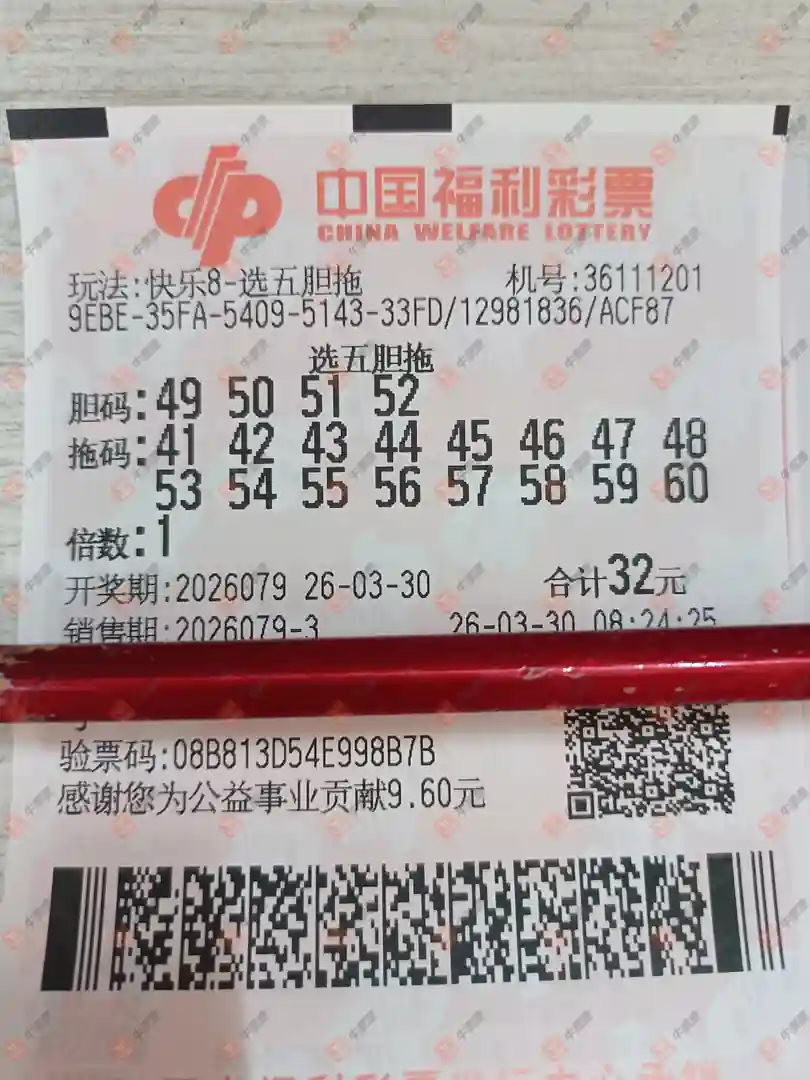 中国福利彩票
CHINA WELFARE LOTTERY
玩法:快乐8-选五胆拖 机号:36111201
9EBE-35FA-5409-5143-33FD/12981836/ACF87
选五胆拖
胆码:49 50 51 52
拖码:41 42 43 44 45 46 47 48
53 54 55 56 57 58 59 60
倍数:1
开奖期:2026079 26-03-30 合计32元
销售期:2026079-3 26-03-30 08:24:25
验票码:08B813D54E998B7B
感谢您为公益事业贡献9.60元